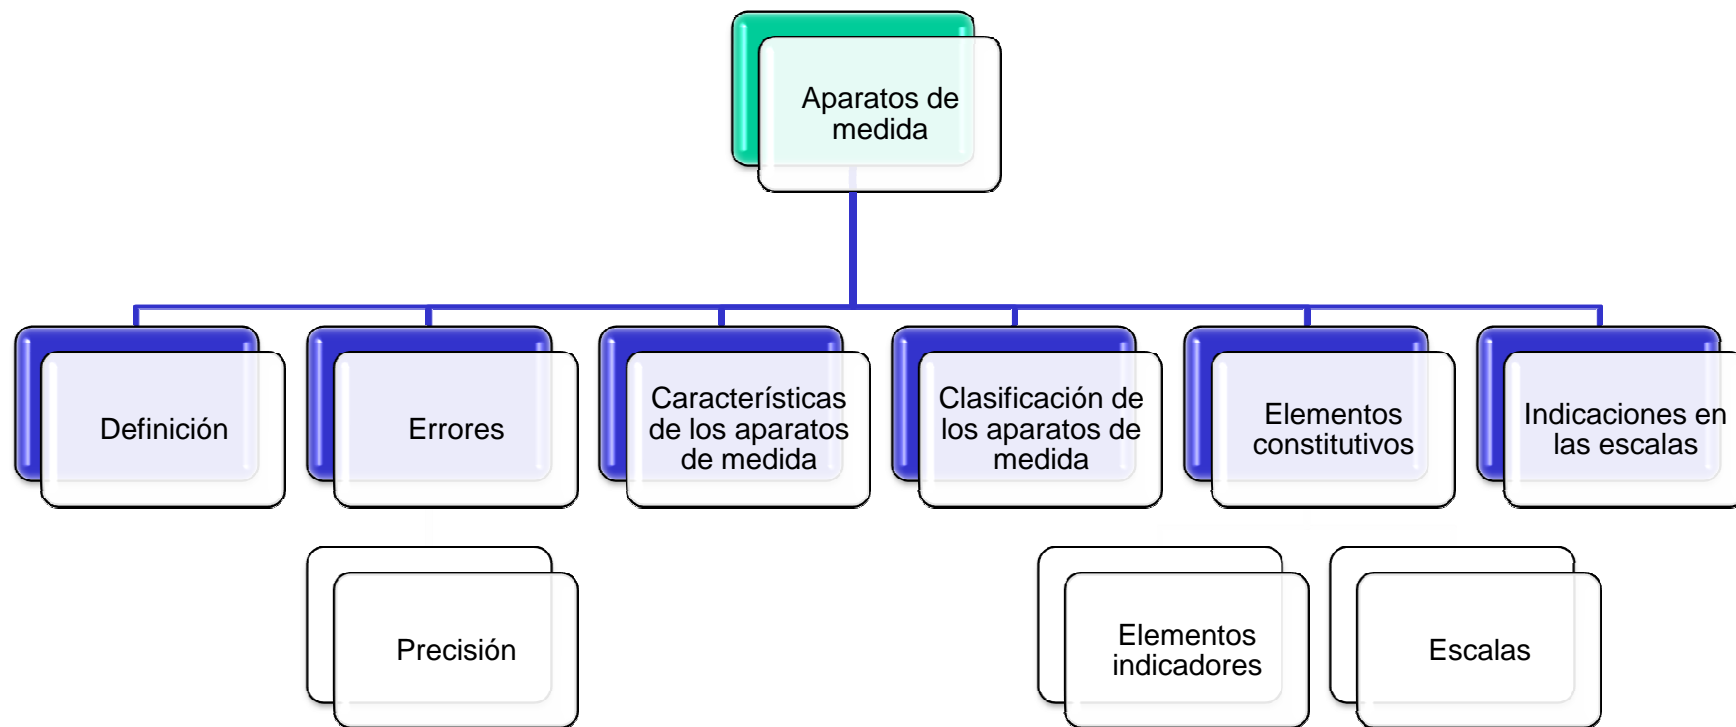 Aparatos de
medida
Definición
Errores
Características
de los aparatos
de medida
Clasificación de
los aparatos de
medida
Elementos
constitutivos
Indicaciones en
las escalas
Precisión
Elementos
indicadores
Escalas